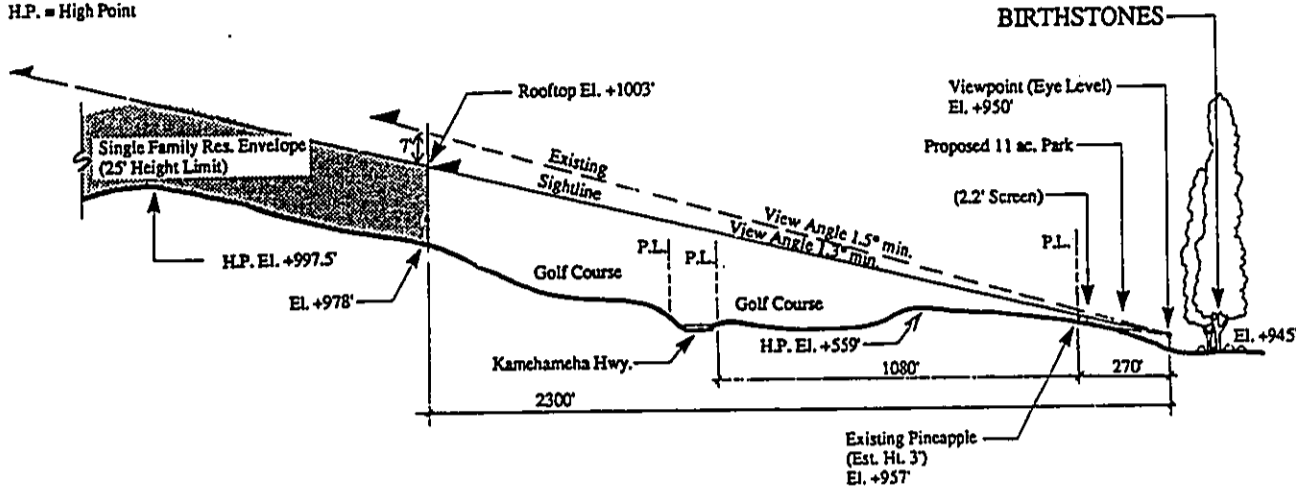 H.P. = High Point
BIRTHSTONES
Rooftop El. +1003'
Viewpoint (Eye Level)
El. +950'
7'
Single Family Res. Envelope
(25' Height Limit)
Existing
Sightline
Proposed 11 ac. Park
(2.2' Screen)
View Angle 1.5° min.
View Angle 1.3° min.
P.L.
P.L.
P.L.
H.P. El. +997.5'
Golf Course
El. +978'
Golf Course
H.P. El. +559'
El. +945'
Kamehameha Hwy.
1080'
270'
2300'
Existing Pineapple
(Est. Ht. 3')
El. +957'